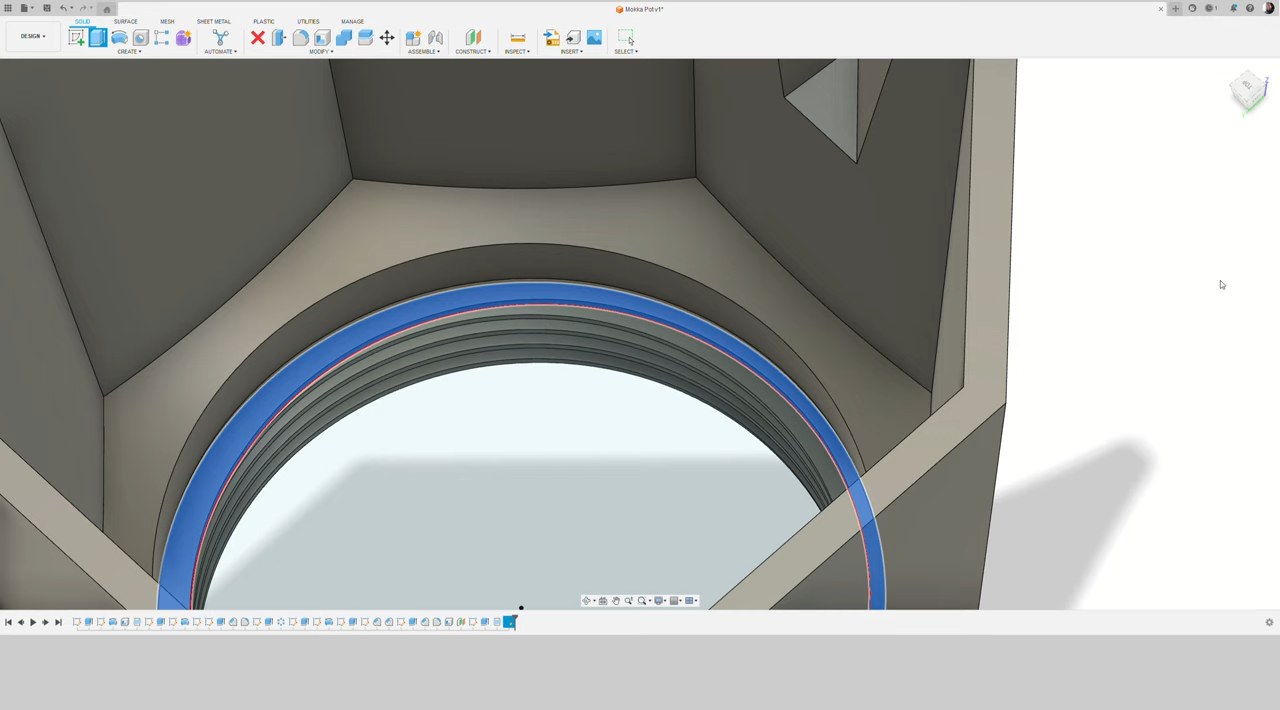 Mokka Pot v1*
1
DESIGN
SOLID
SURFACE
MESH
SHEET METAL
PLASTIC
UTILITIES
MANAGE
CREATE
AUTOMATE
MODIFY
ASSEMBLE
CONSTRUCT
INSPECT
INSERT
SELECT
Z